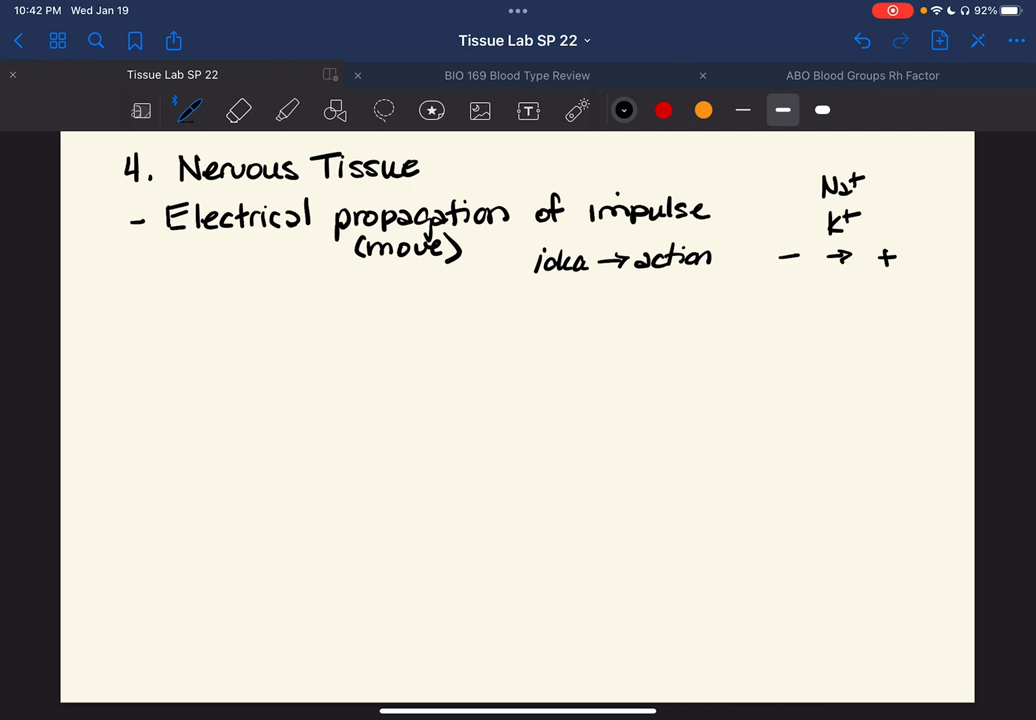 10:42 PM Wed Jan 19
92%
Tissue Lab SP 22
Tissue Lab SP 22
BIO 169 Blood Type Review
ABO Blood Groups Rh Factor
4. Nervous Tissue
Na+
- Electrical propagation of impulse
K+
(move)
idea → action
- → +